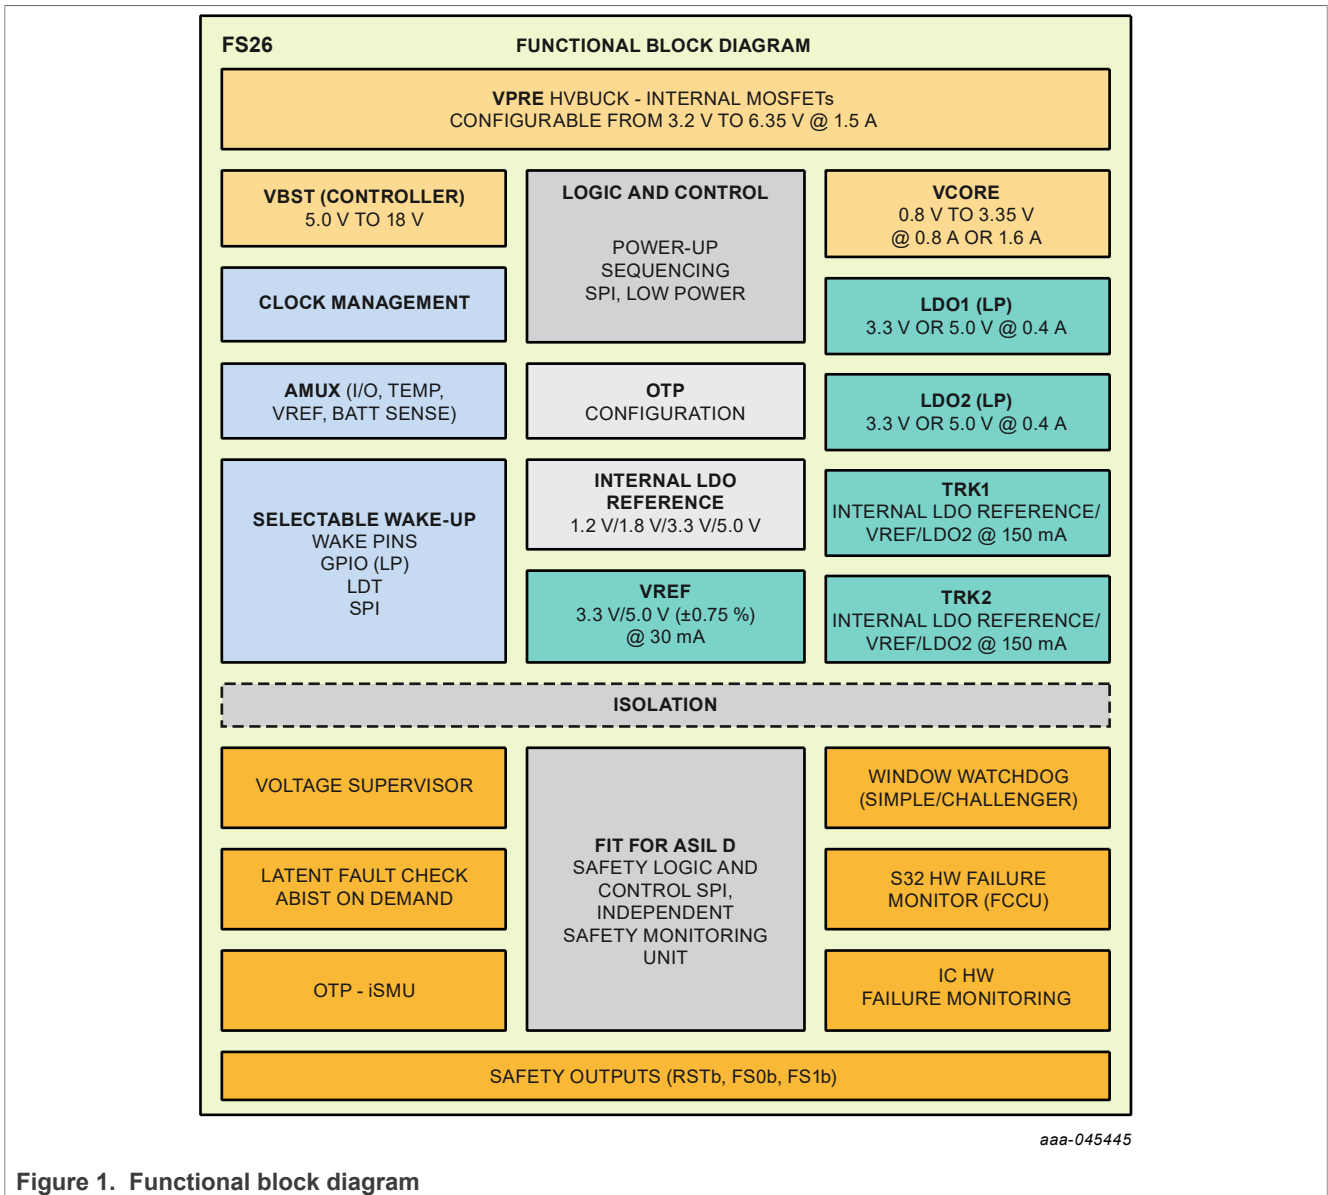 FS26
FUNCTIONAL BLOCK DIAGRAM
VPRE HVBUCK - INTERNAL MOSFETs
CONFIGURABLE FROM 3.2 V TO 6.35 V @ 1.5 A
VBST (CONTROLLER)
5.0 V TO 18 V
LOGIC AND CONTROL
POWER-UP
SEQUENCING
SPI, LOW POWER
VCORE
0.8 V TO 3.35 V
@ 0.8 A OR 1.6 A
CLOCK MANAGEMENT
LDO1 (LP)
3.3 V OR 5.0 V @ 0.4 A
AMUX (I/O, TEMP,
VREF, BATT SENSE)
OTP
CONFIGURATION
LDO2 (LP)
3.3 V OR 5.0 V @ 0.4 A
SELECTABLE WAKE-UP
WAKE PINS
GPIO (LP)
LDT
SPI
INTERNAL LDO
REFERENCE
1.2 V/1.8 V/3.3 V/5.0 V
TRK1
INTERNAL LDO REFERENCE/
VREF/LDO2 @ 150 mA
VREF
3.3 V/5.0 V (±0.75 %)
@ 30 mA
TRK2
INTERNAL LDO REFERENCE/
VREF/LDO2 @ 150 mA
ISOLATION
VOLTAGE SUPERVISOR
FIT FOR ASIL D
SAFETY LOGIC AND
CONTROL SPI,
INDEPENDENT
SAFETY MONITORING
UNIT
WINDOW WATCHDOG
(SIMPLE/CHALLENGER)
LATENT FAULT CHECK
ABIST ON DEMAND
S32 HW FAILURE
MONITOR (FCCU)
OTP - iSMU
IC HW
FAILURE MONITORING
SAFETY OUTPUTS (RSTb, FS0b, FS1b)
aaa-045445
Figure 1. Functional block diagram